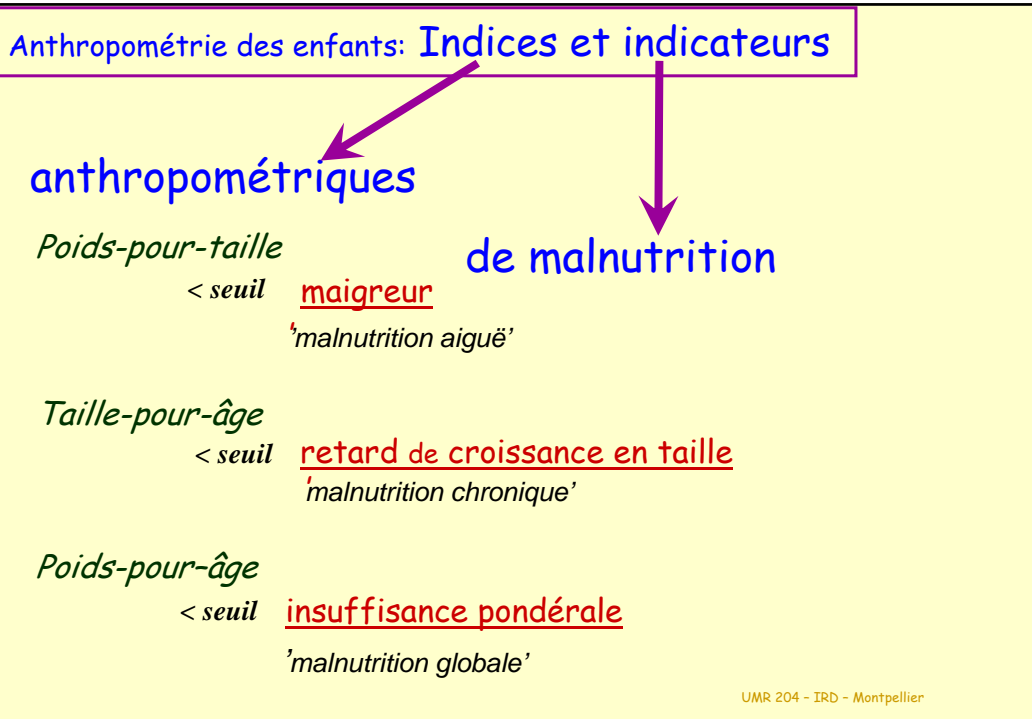 Anthropométrie des enfants: Indices et indicateurs
anthropométriques
de malnutrition
Poids-pour-taille
< seuil maigreur
’malnutrition aiguë’
Taille-pour-âge
< seuil retard de croissance en taille
'malnutrition chronique’
Poids-pour–âge
< seuil insuffisance pondérale
’malnutrition globale’
UMR 204 – IRD – Montpellier